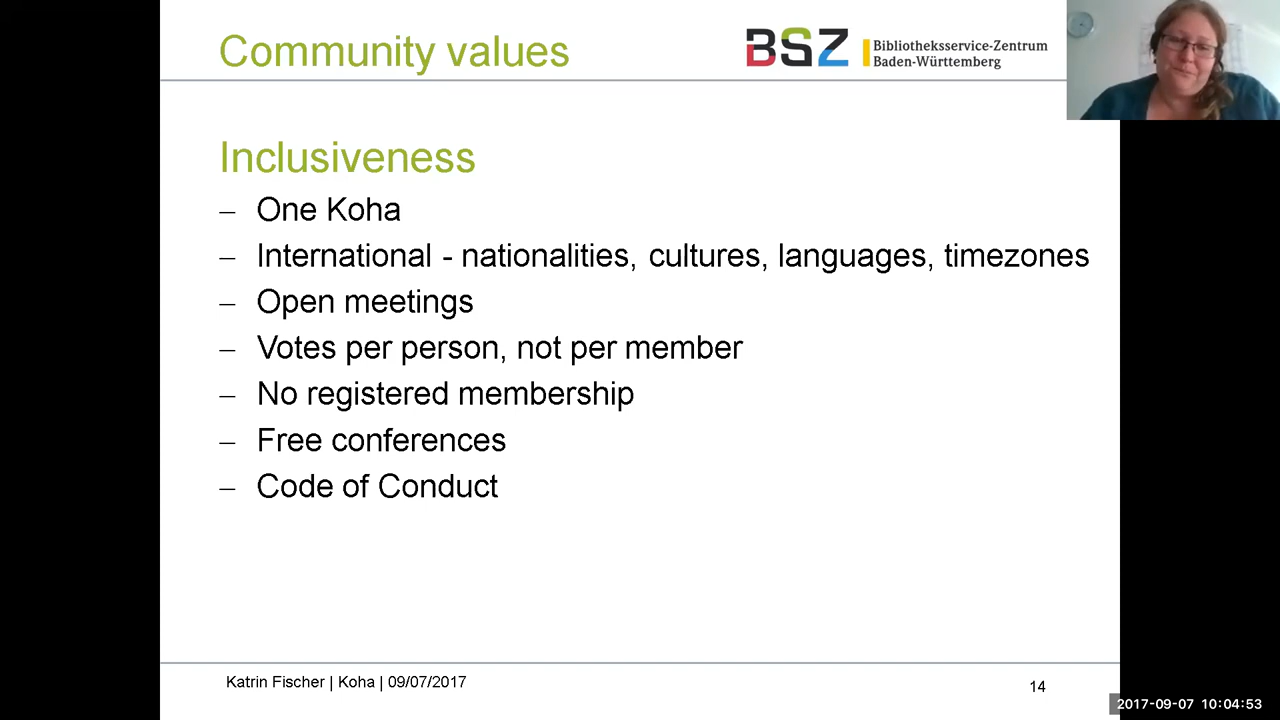 Community values
BSZ
Bibliotheksservice-Zentrum
Baden-Württemberg
Inclusiveness
– One Koha
– International - nationalities, cultures, languages, timezones
– Open meetings
– Votes per person, not per member
– No registered membership
– Free conferences
– Code of Conduct
Katrin Fischer | Koha | 09/07/2017
14
2017-09-07 10:04:53